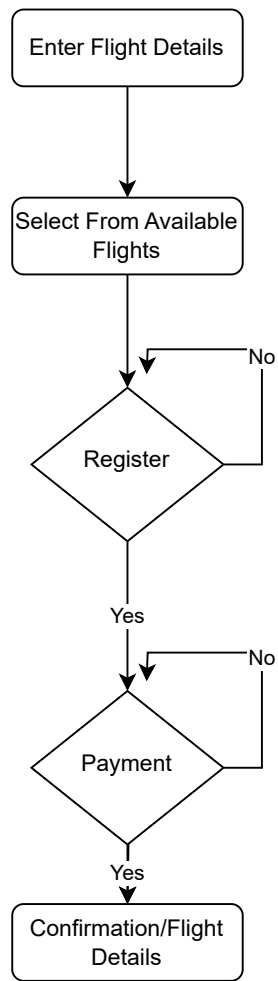 Enter Flight Details
Select From Available
Flights
No
Register
Yes
No
Payment
Yes
Confirmation/Flight
Details